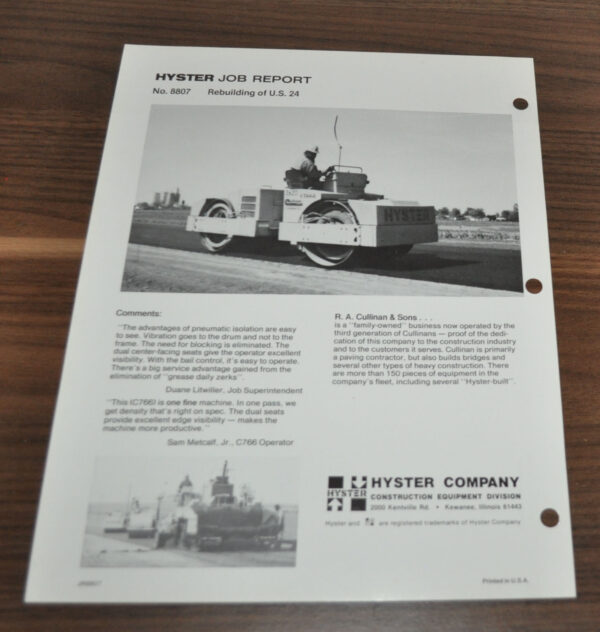 HYSTER JOB REPORT
No. 8807 Rebuilding of U.S. 24
HYSTER
Comments:
"The advantages of pneumatic isolation are easy
to see. Vibration goes to the drum and not to the
frame. The need for blocking is eliminated. The
dual center-facing seats give the operator excellent
visibility. With the bail control, it's easy to operate.
There's a big service advantage gained from the
elimination of "grease daily zerks".
Duane Litwiller, Job Superintendent
"This (C766) is one fine machine. In one pass, we
get density that's right on spec. The dual seats
provide excellent edge visibility — makes the
machine more productive."
Sam Metcalf, Jr., C766 Operator
R. A. Cullinan & Sons . . .
is a "family-owned" business now operated by the
third generation of Cullinans — proof of the dedi-
cation of this company to the construction industry
and to the customers it serves. Cullinan is primarily
a paving contractor, but also builds bridges and
several other types of heavy construction. There
are more than 150 pieces of equipment in the
company's fleet, including several "Hyster-built".
HYSTER
HYSTER COMPANY
CONSTRUCTION EQUIPMENT DIVISION
2000 Kentville Rd. • Kewanee, Illinois 61443
Hyster and are registered trademarks of Hyster Company
Printed in U.S.A.